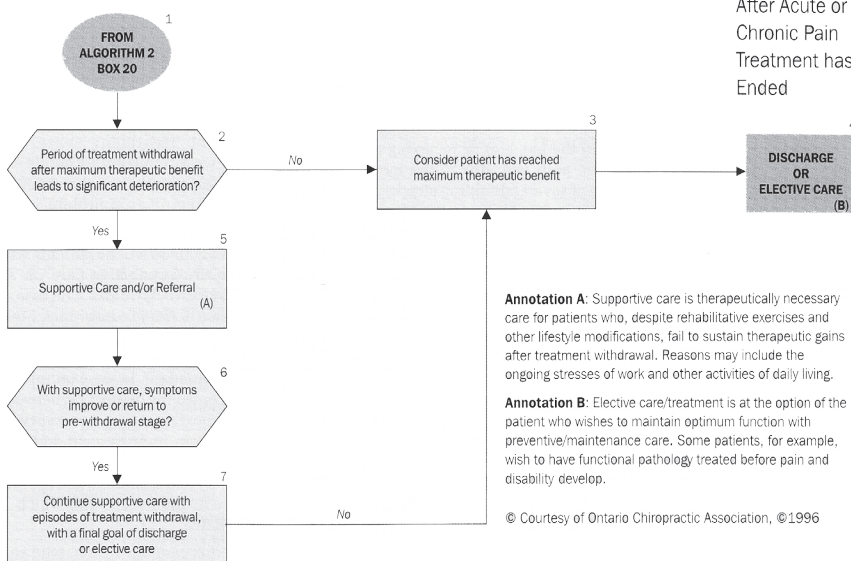 After Acute or
Chronic Pain
Treatment has
Ended
1
FROM
ALGORITHM 2
BOX 20
2
Period of treatment withdrawal
after maximum therapeutic benefit
leads to significant deterioration?
No
3
Consider patient has reached
maximum therapeutic benefit
DISCHARGE
OR
ELECTIVE CARE
(B)
Yes
5
Supportive Care and/or Referral
(A)
6
With supportive care, symptoms
improve or return to
pre-withdrawal stage?
Yes
7
Continue supportive care with
episodes of treatment withdrawal,
with a final goal of discharge
or elective care
No
Annotation A: Supportive care is therapeutically necessary
care for patients who, despite rehabilitative exercises and
other lifestyle modifications, fail to sustain therapeutic gains
after treatment withdrawal. Reasons may include the
ongoing stresses of work and other activities of daily living.
Annotation B: Elective care/treatment is at the option of the
patient who wishes to maintain optimum function with
preventive/maintenance care. Some patients, for example,
wish to have functional pathology treated before pain and
disability develop.
© Courtesy of Ontario Chiropractic Association, ©1996